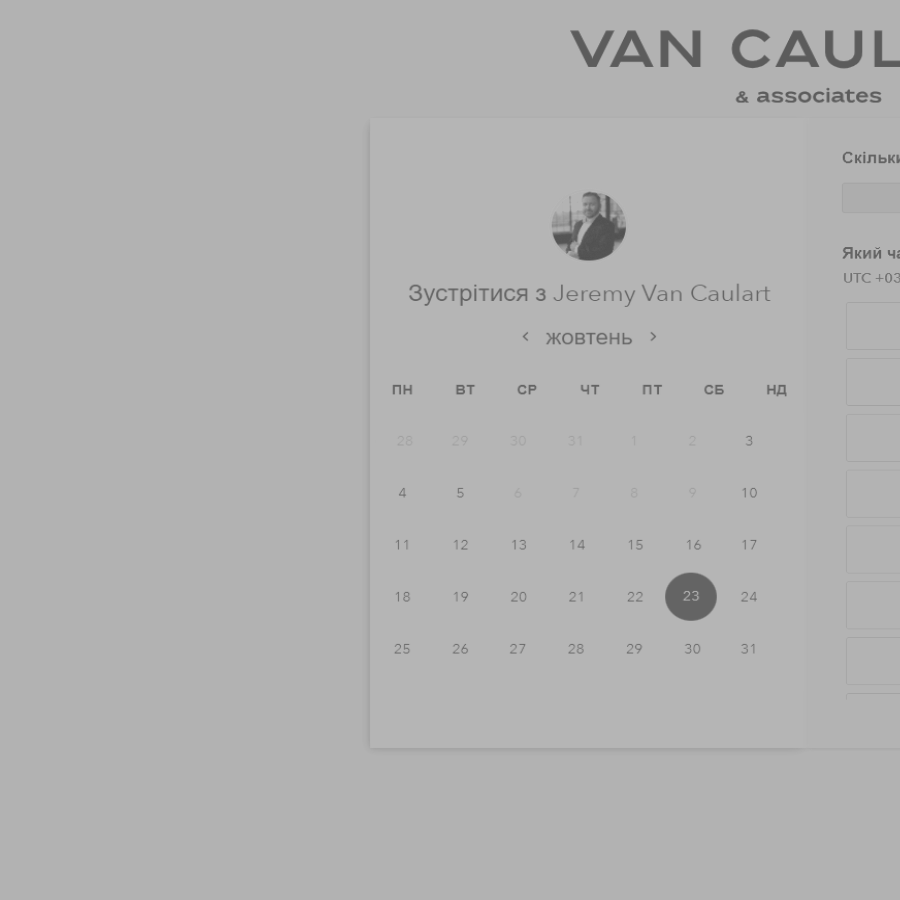 VAN CAUL
& associates
Зустрітися з Jeremy Van Caulart
жовтень
ПН ВТ СР ЧТ ПТ СБ НД
28 29 30 31 1 2 3
4 5 6 7 8 9 10
11 12 13 14 15 16 17
18 19 20 21 22 23 24
25 26 27 28 29 30 31
Скільки
Який ча
UTC +03